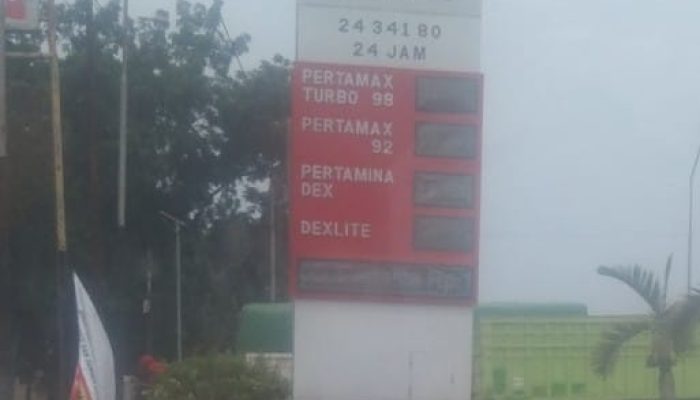 24 341 80
24 JAM
PERTAMAX
TURBO 98
PERTAMAX
92
PERTAMINA
DEX
DEXLITE